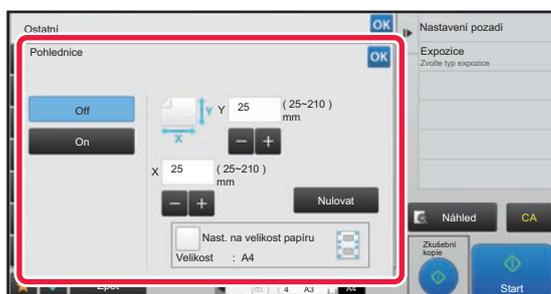 Ostatní
OK
Pohlednice
OK
Off
On
Y
Y
25
( 25~210 )
mm
X
X
25
( 25~210 )
mm
Nulovat
Nast. na velikost papíru
Velikost : A4
Nastavení pozadí
Expozice
Zvolte typ expozice
Náhled
CA
Zkušební
kopie
Start
4
A3
A4